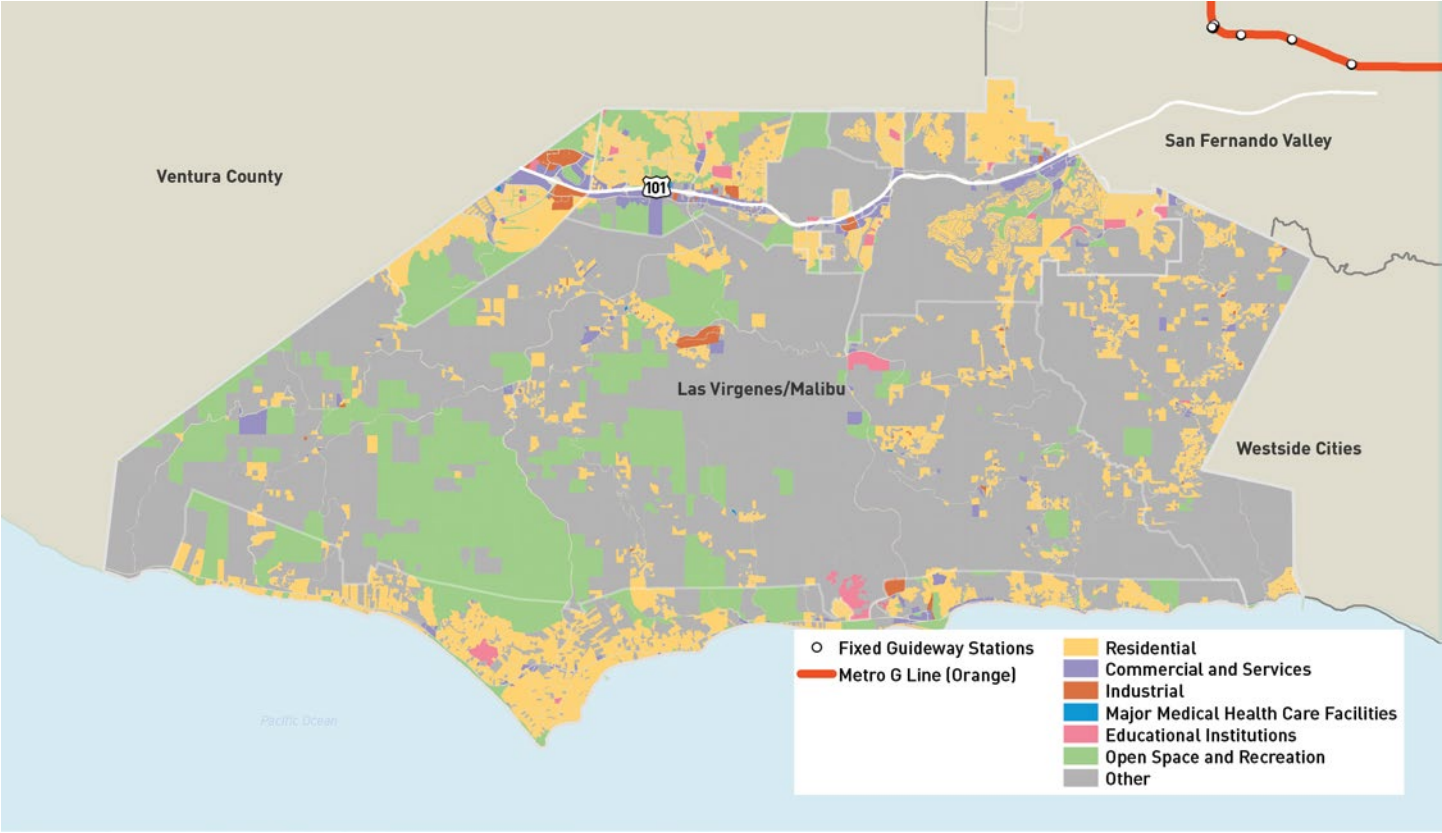 San Fernando Valley
Ventura County
101
Las Virgenes/Malibu
Westside Cities
Pacific Ocean
Fixed Guideway Stations
Metro G Line (Orange)
Residential
Commercial and Services
Industrial
Major Medical Health Care Facilities
Educational Institutions
Open Space and Recreation
Other